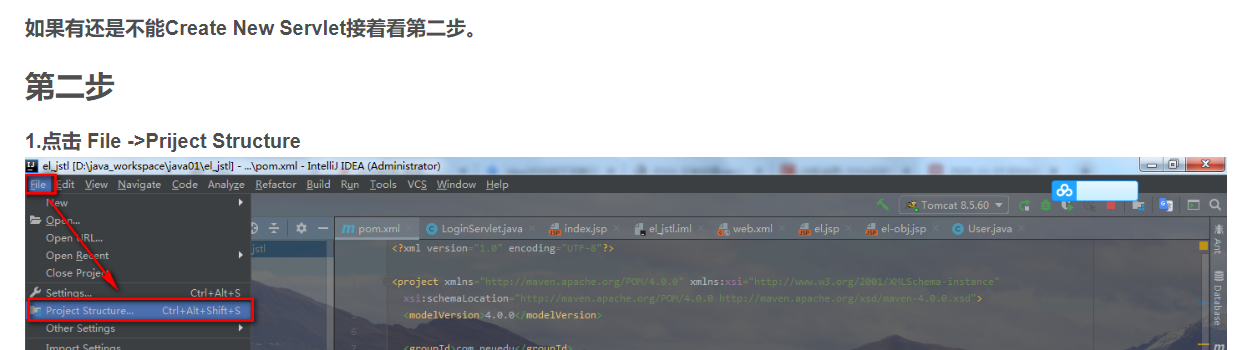 如果有还是不能Create New Servlet接着看第二步。
第二步
1.点击 File ->Priject Structure
el_jstl [D:\java_workspace\java01\el_jstl] - ...\pom.xml - IntelliJ IDEA (Administrator)
File Edit View Navigate Code Analyze Refactor Build Run Tools VCS Window Help
New
Tomcat 8.5.60
Open...
pom.xml LoginServlet.java index.jsp el_jstl.iml web.xml el.jsp el-obj.jsp User.java
Open URL...
jstl <?xml version="1.0" encoding="UTF-8"?>
Ant
Open Recent
Close Project
<project xmlns="http://maven.apache.org/POM/4.0.0" xmlns:xsi="http://www.w3.org/2001/XMLSchema-instance"
Settings... Ctrl+Alt+S
xsi:schemaLocation="http://maven.apache.org/POM/4.0.0 http://maven.apache.org/xsd/maven-4.0.0.xsd">
Database
Project Structure... Ctrl+Alt+Shift+S
<modelVersion>4.0.0</modelVersion>
Other Settings
6
Import Settings...
7 <groupId>com.neuedu</groupId>
m